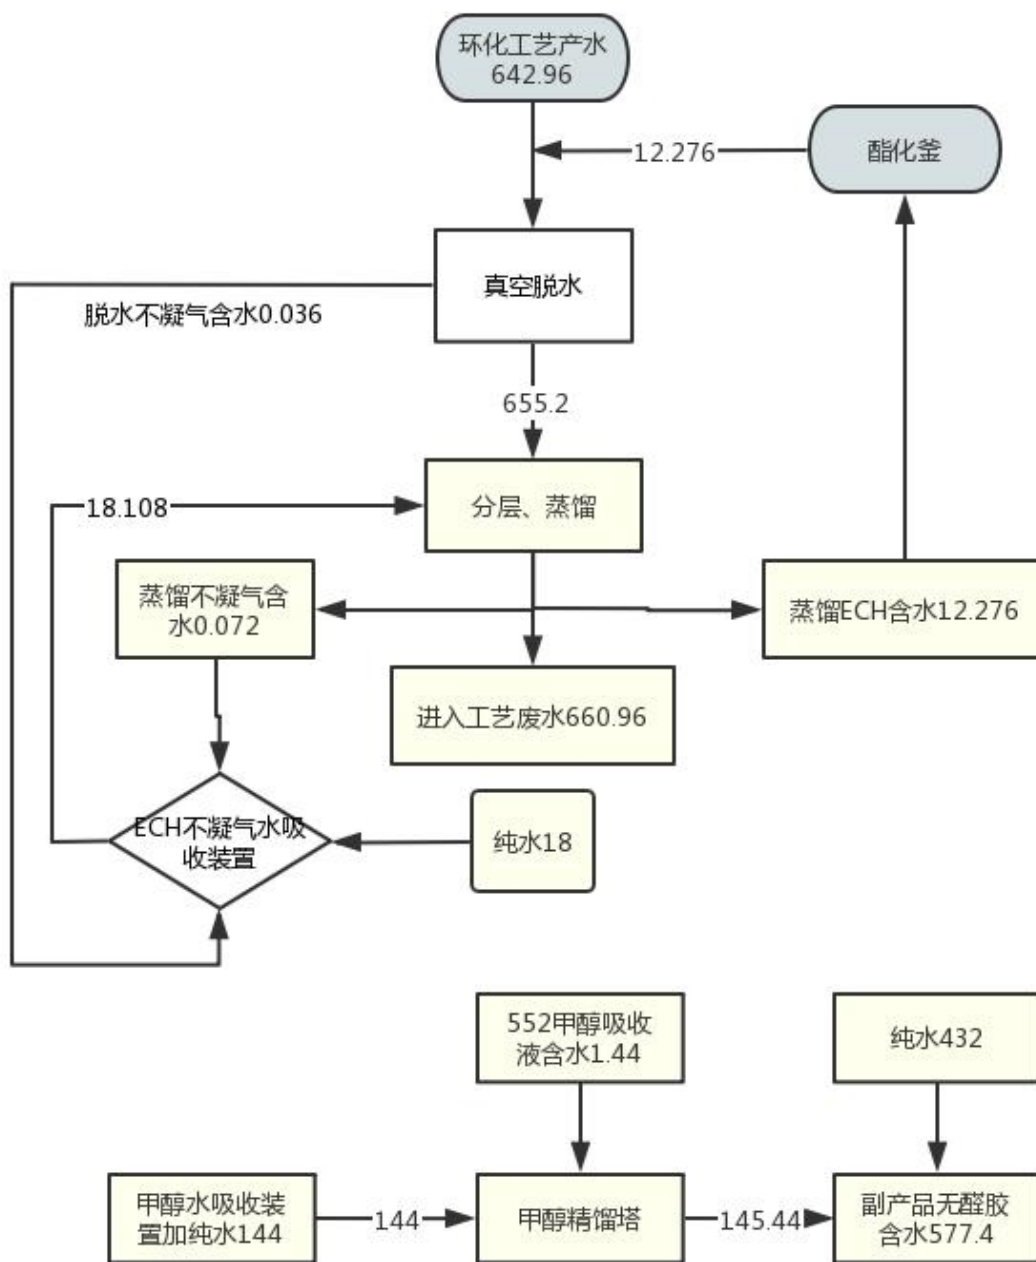 环化工艺产水
642.96
12.276
酯化釜
真空脱水
脱水不凝气含水0.036
655.2
18.108
分层、蒸馏
蒸馏不凝气含
水0.072
蒸馏ECH含水12.276
进入工艺废水660.96
ECH不凝气水吸
收装置
纯水18
552甲醇吸收
液含水1.44
纯水432
甲醇水吸收装
置加纯水144
144
甲醇精馏塔
145.44
副产品无醛胶
含水577.4